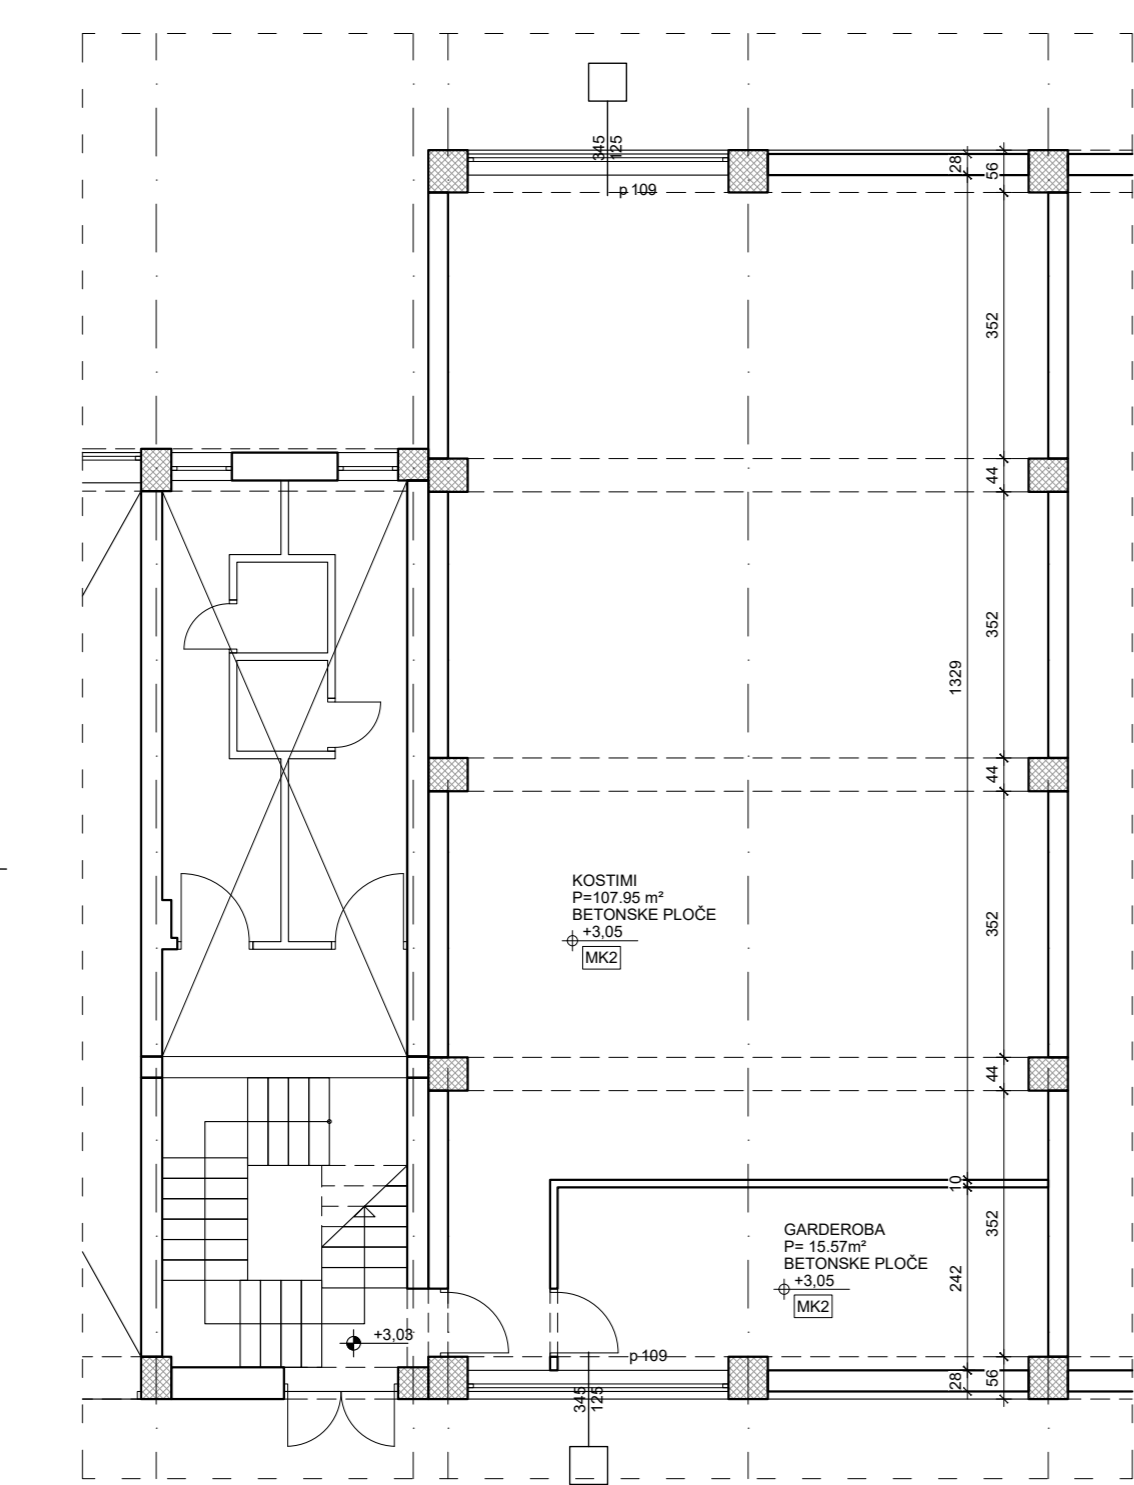 345
125
p 109
28
56
352
44
352
1329
44
KOSTIMI
P=107.95 m²
BETONSKE PLOČE
+3,05
MK2
352
44
10
352
GARDEROBA
P= 15.57m²
BETONSKE PLOČE
+3,05
MK2
242
+3,03
p 109
345
125
28
56